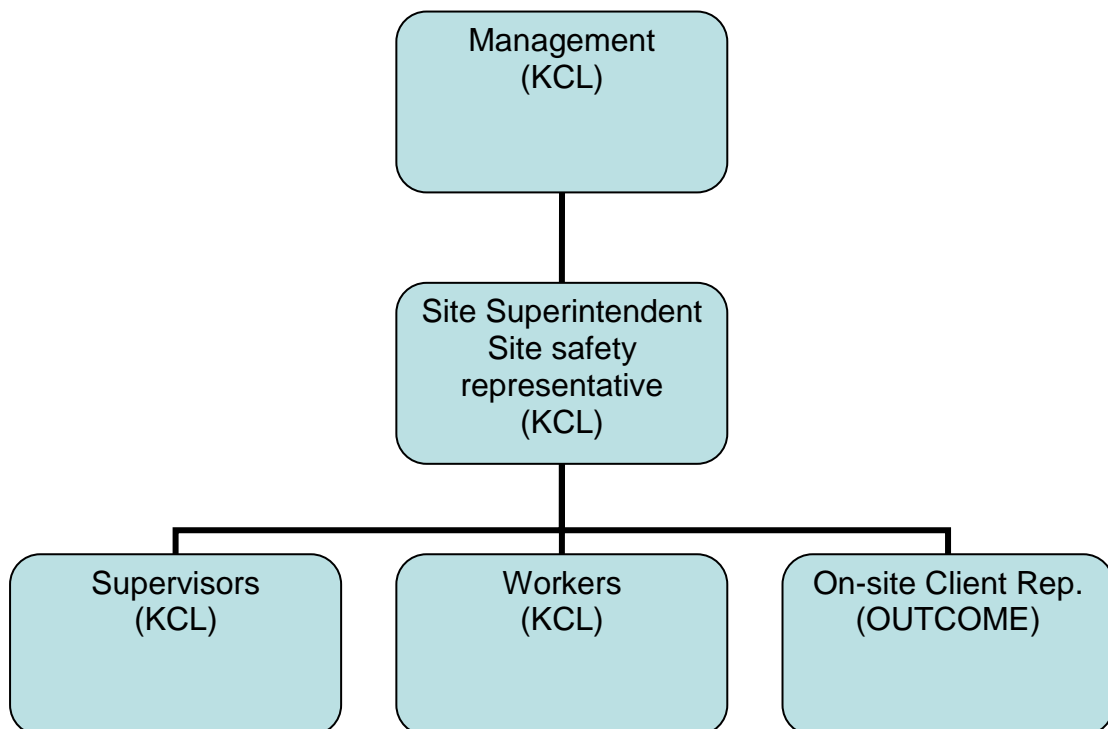 Management
(KCL)
Site Superintendent
Site safety
representative
(KCL)
Supervisors
(KCL)
Workers
(KCL)
On-site Client Rep.
(OUTCOME)